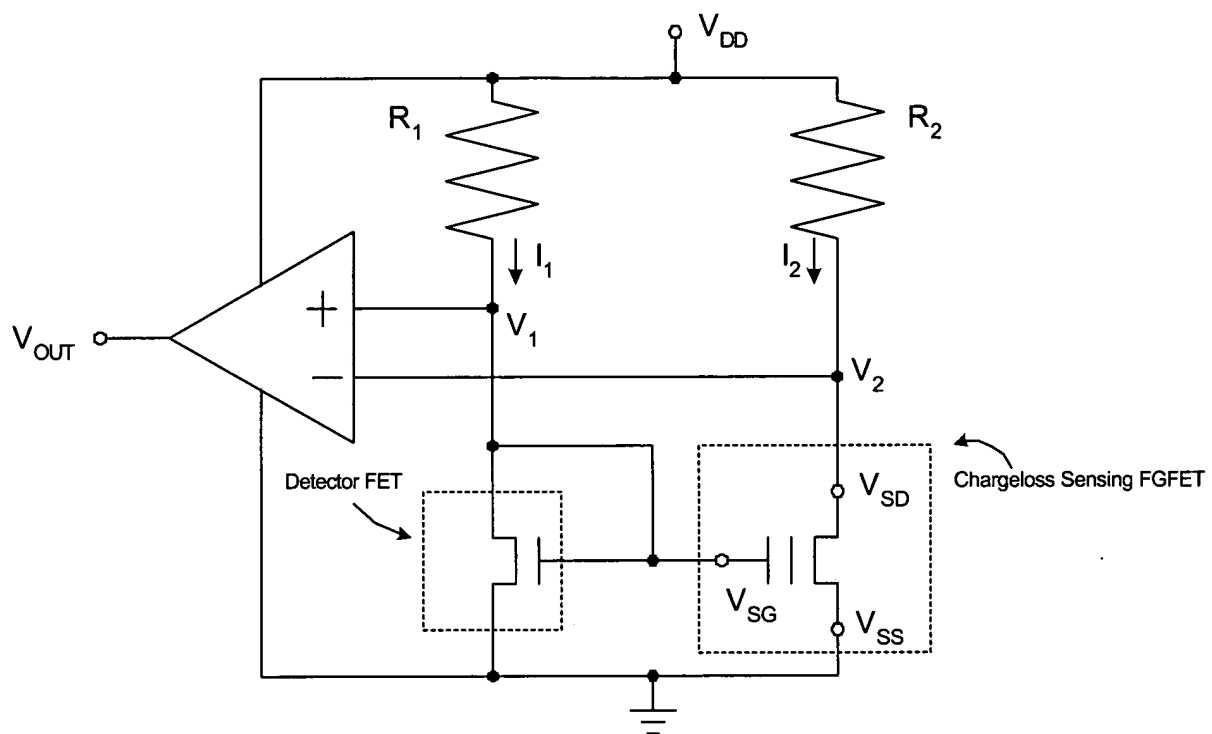 V_DD
R_1
R_2
I_1
I_2
+
V_1
V_OUT
−
V_2
Detector FET
V_SD
Chargeless Sensing FGFET
V_SG
V_SS